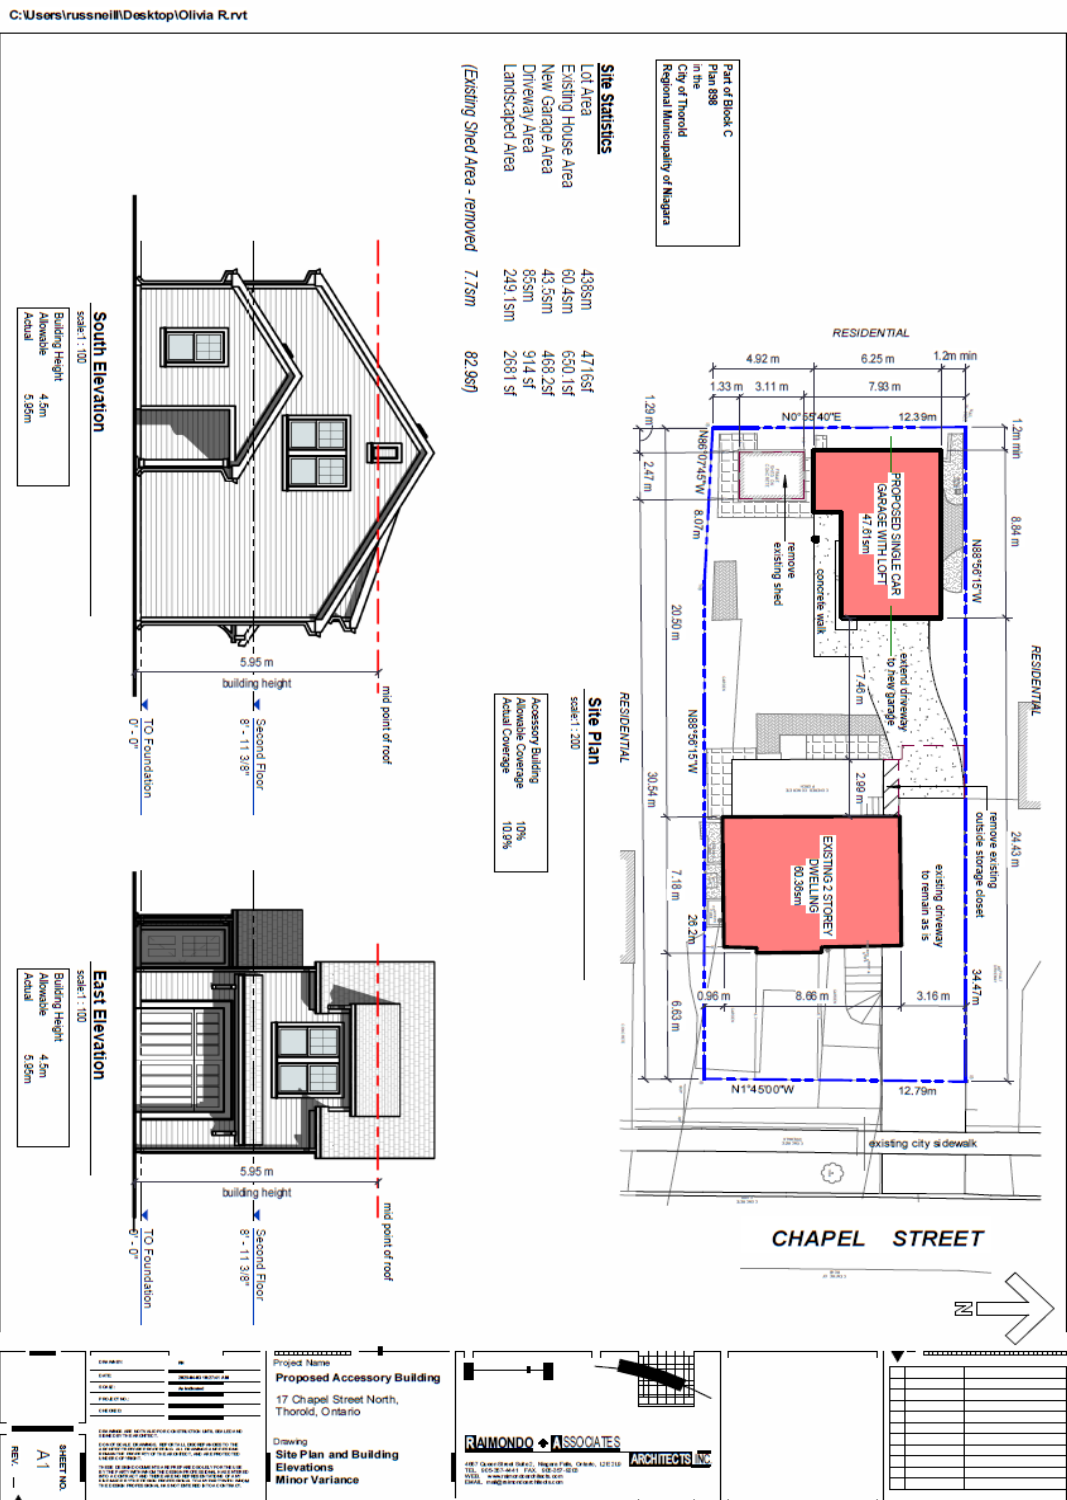 C:\Users\russneill\Desktop\Olivia R.rvt
Part of Block C
Plan 898
in the
City of Thorold
Regional Municupality of Niagara
Site Statistics
Lot Area 438sm 4716sf
Existing House Area 60.4sm 650.1sf
New Garage Area 43.5sm 468.2sf
Driveway Area 85sm 914 sf
Landscaped Area 249.1sm 2681 sf
(Existing Shed Area - removed 7.7sm 82.9sf)
RESIDENTIAL
4.92 m
6.25 m
1.2m min
1.33 m
3.11 m
7.93 m
N0°55'40"E
12.39m
1.29 m
2.47 m
N86°07'45"W
8.07m
1.2m min
8.84 m
N88°56'15"W
PROPOSED SINGLE CAR
GARAGE WITH LOFT
47.61sm
remove
existing shed
concrete walk
extend driveway
to new garage
7.46 m
20.50 m
RESIDENTIAL
RESIDENTIAL
N88°56'15"W
30.54 m
2.99 m
24.43 m
remove existing
outside storage closet
existing driveway
to remain as is
EXISTING 2 STOREY
DWELLING
60.36sm
7.18 m
26.2m
34.47m
0.96 m
8.66 m
3.16 m
6.63 m
N1°45'00"W
12.79m
existing city sidewalk
CHAPEL STREET
N
Site Plan
scale:1 : 200
Accessory Building
Allowable Coverage 10%
Actual Coverage 10.9%
South Elevation
scale:1 : 100
Building Height
Allowable 4.5m
Actual 5.95m
5.95 m
building height
mid point of roof
Second Floor
8' - 11 3/8"
TO Foundation
0' - 0"
East Elevation
scale:1 : 100
Building Height
Allowable 4.5m
Actual 5.95m
5.95 m
building height
mid point of roof
Second Floor
8' - 11 3/8"
TO Foundation
0' - 0"
SHEET NO.
A1
REV.
Project Name
Proposed Accessory Building
17 Chapel Street North,
Thorold, Ontario
Drawing
Site Plan and Building
Elevations
Minor Variance
RAIMONDO ASSOCIATES
ARCHITECTS INC